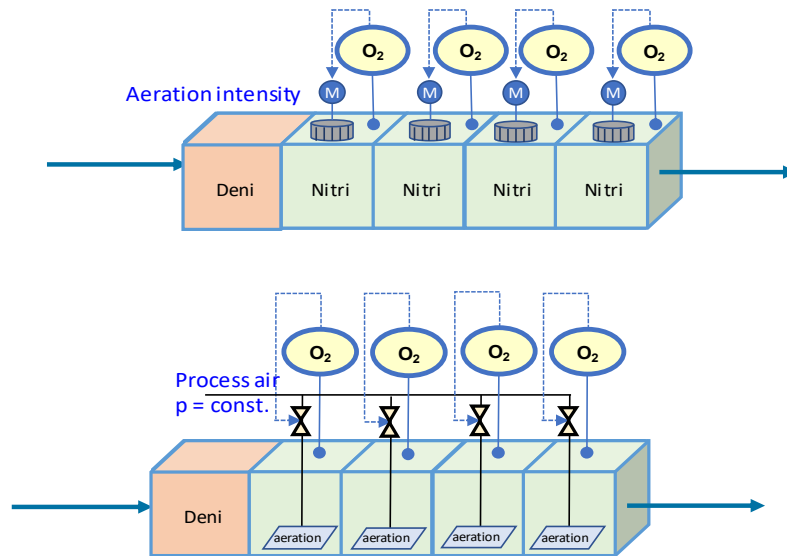 O₂ O₂ O₂ O₂
M M M M
Aeration intensity
Deni Nitri Nitri Nitri Nitri
O₂ O₂ O₂ O₂
Process air
p = const.
Deni
aeration aeration aeration aeration